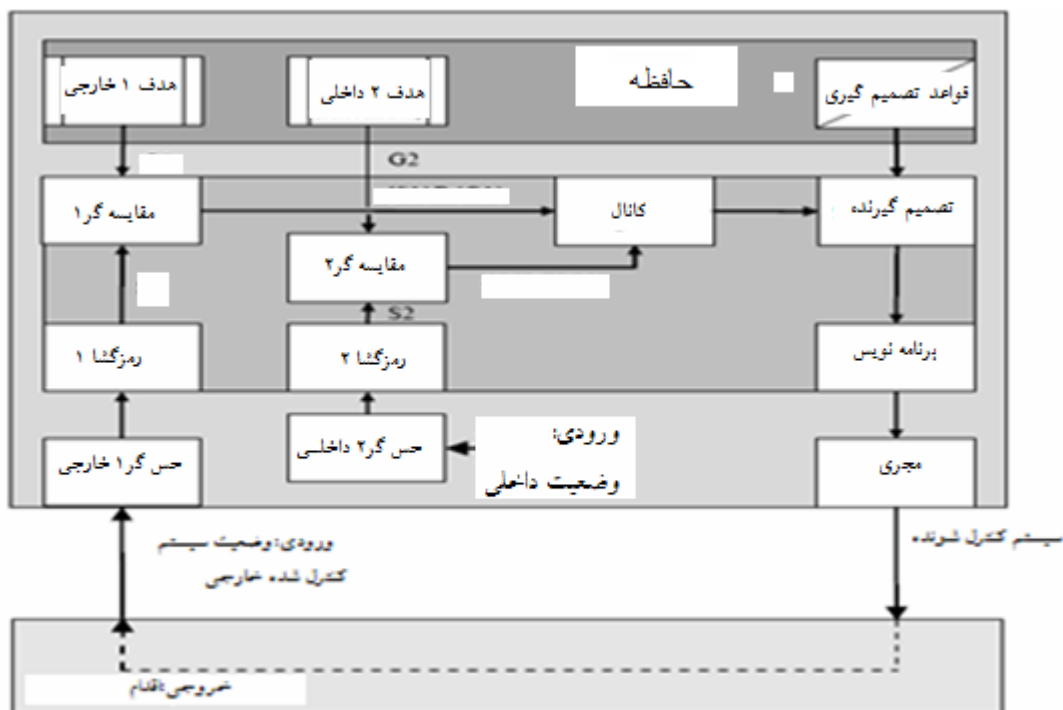 حافظه
هدف ۱ خارجی
هدف ۲ داخلی
قواعد تصمیم گیری
G2
مقایسه گر۱
کانال
تصمیم گیرنده
مقایسه گر۲
S2
رمزگشا ۱
رمزگشا ۲
برنامه نویس
حس گر۱ خارجی
حس گر۲ داخلی
ورودی:
وضعیت داخلی
مجری
ورودی:وضعیت سیستم
کنترل شده خارجی
سیستم کنترل شونده
خروجی:اقدام